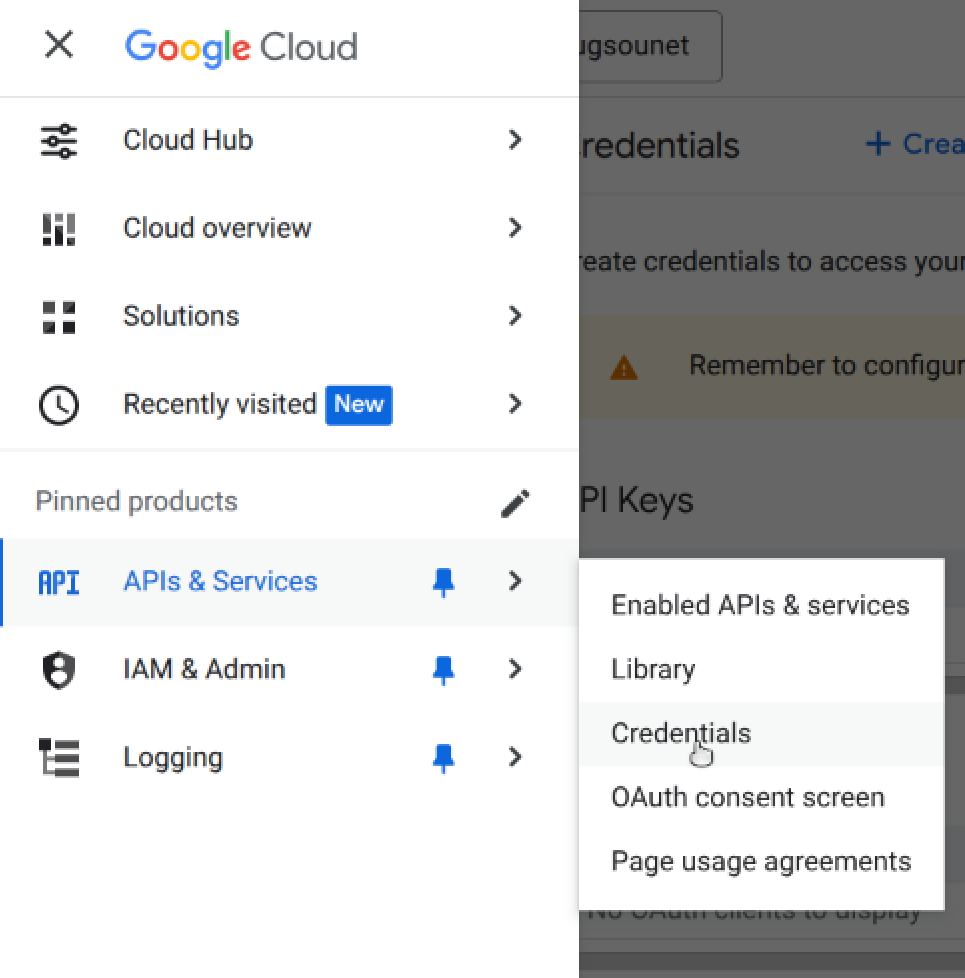 Google Cloud
Cloud Hub
Cloud overview
Solutions
Recently visited New
Pinned products
API APIs & Services
IAM & Admin
Logging
Enabled APIs & services
Library
Credentials
OAuth consent screen
Page usage agreements
ugsounet
redentials
+ Crea
reate credentials to access your
Remember to configur
PI Keys
No OAuth clients to display